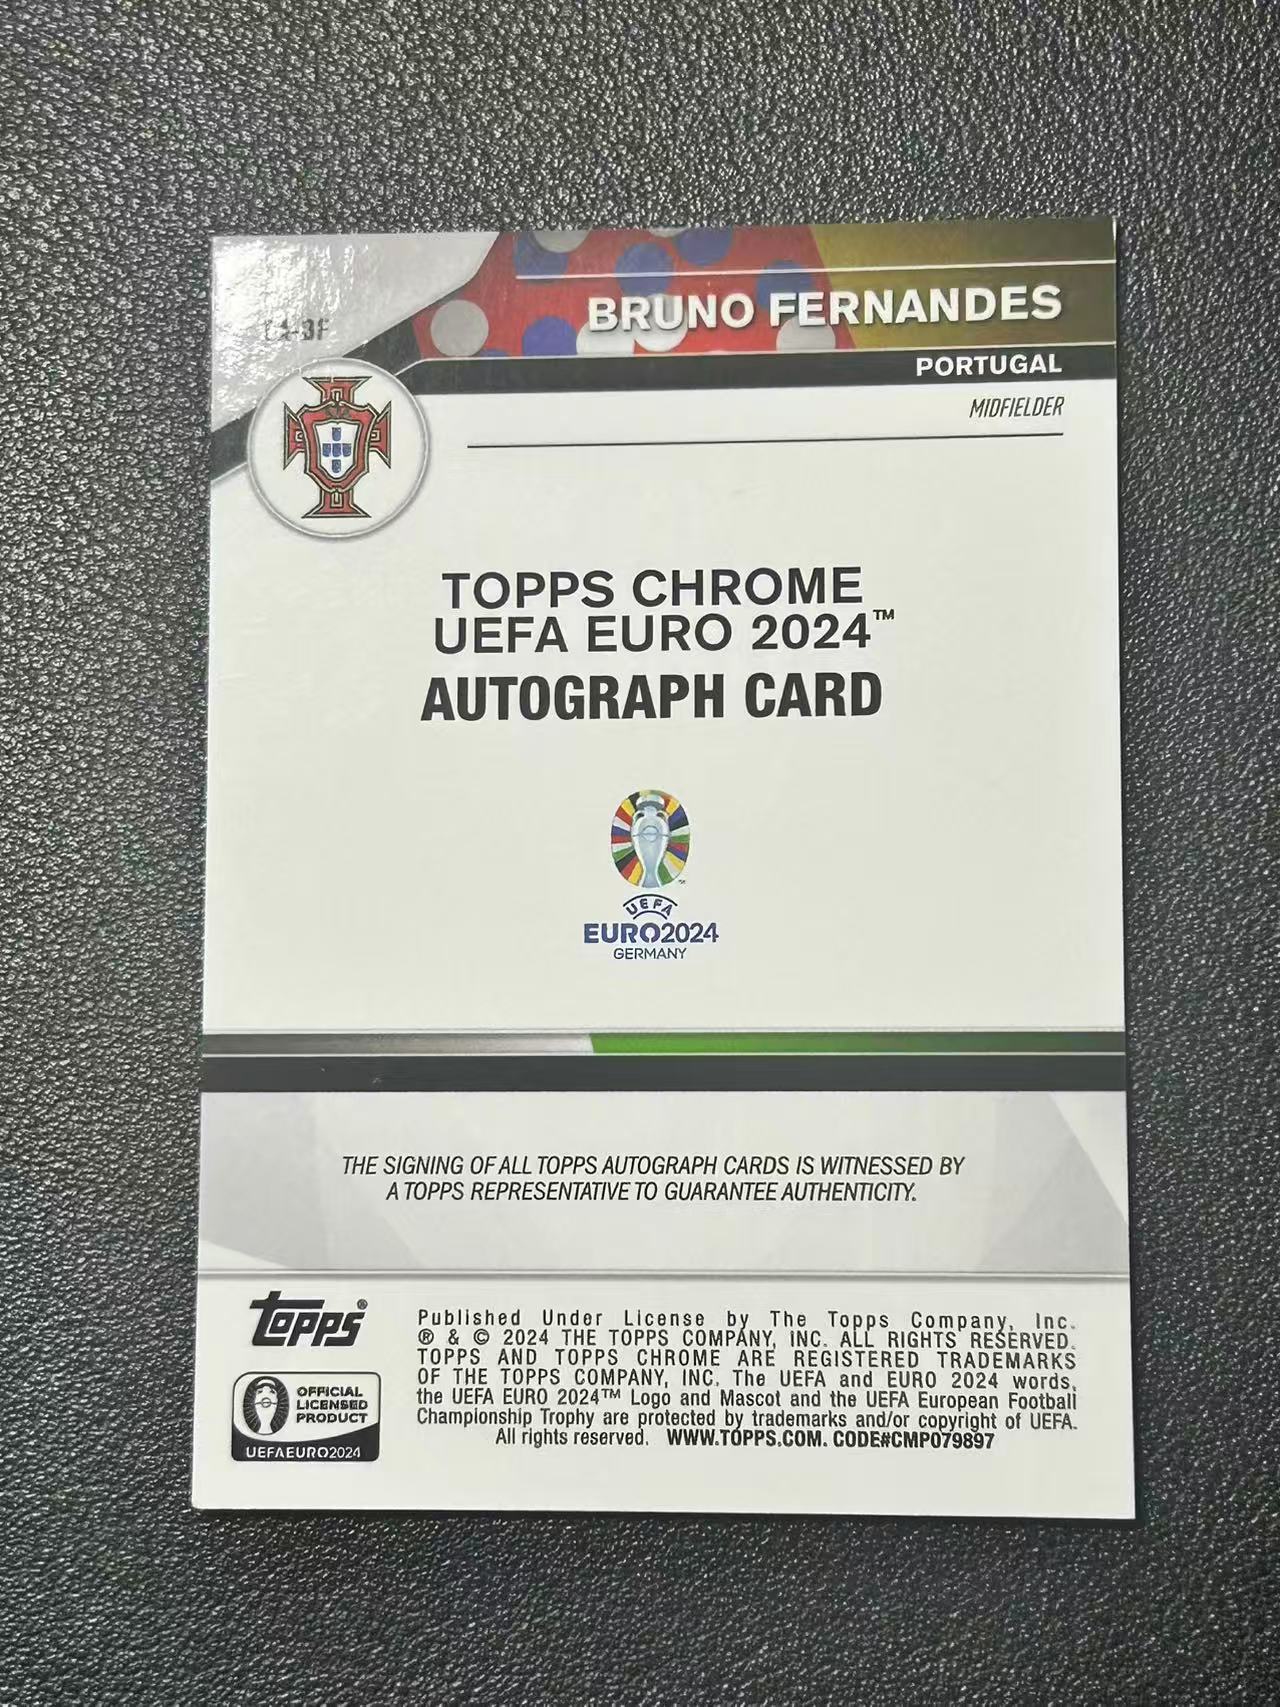 BRUNO FERNANDES
PORTUGAL
MIDFIELDER
TOPPS CHROME
UEFA EURO 2024™
AUTOGRAPH CARD
UEFA
EURO2024
GERMANY
THE SIGNING OF ALL TOPPS AUTOGRAPH CARDS IS WITNESSED BY
A TOPPS REPRESENTATIVE TO GUARANTEE AUTHENTICITY.
topps®
OFFICIAL
LICENSED
PRODUCT
UEFA EURO2024
Published Under License by The Topps Company, Inc.
® & © 2024 THE TOPPS COMPANY, INC. ALL RIGHTS RESERVED.
TOPPS AND TOPPS CHROME ARE REGISTERED TRADEMARKS
OF THE TOPPS COMPANY, INC. The UEFA and EURO 2024 words,
the UEFA EURO 2024™ Logo and Mascot and the UEFA European Football
Championship Trophy are protected by trademarks and/or copyright of UEFA.
All rights reserved. WWW.TOPPS.COM. CODE#CMP079897